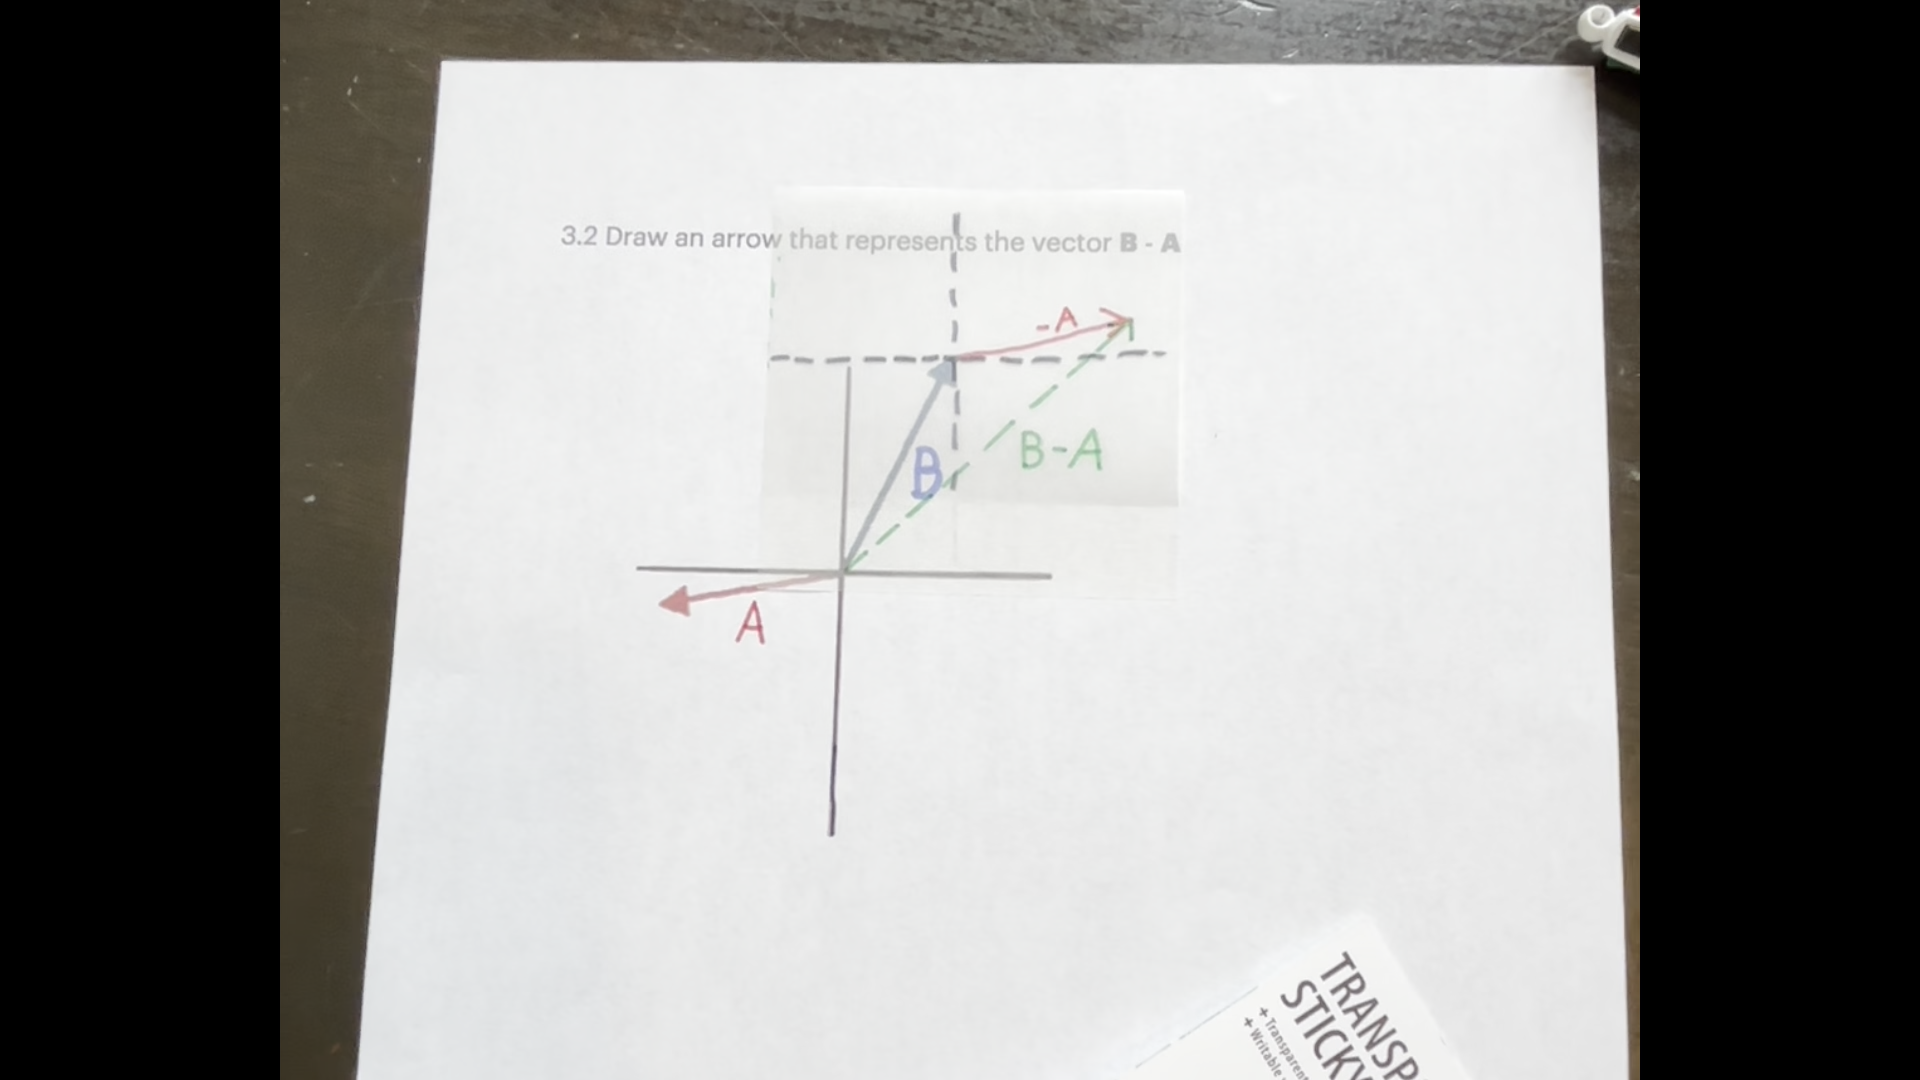 3.2 Draw an arrow that represents the vector B - A
-A
B
B-A
A
TRANSP
STICKY
+ Transparent
+ Writable